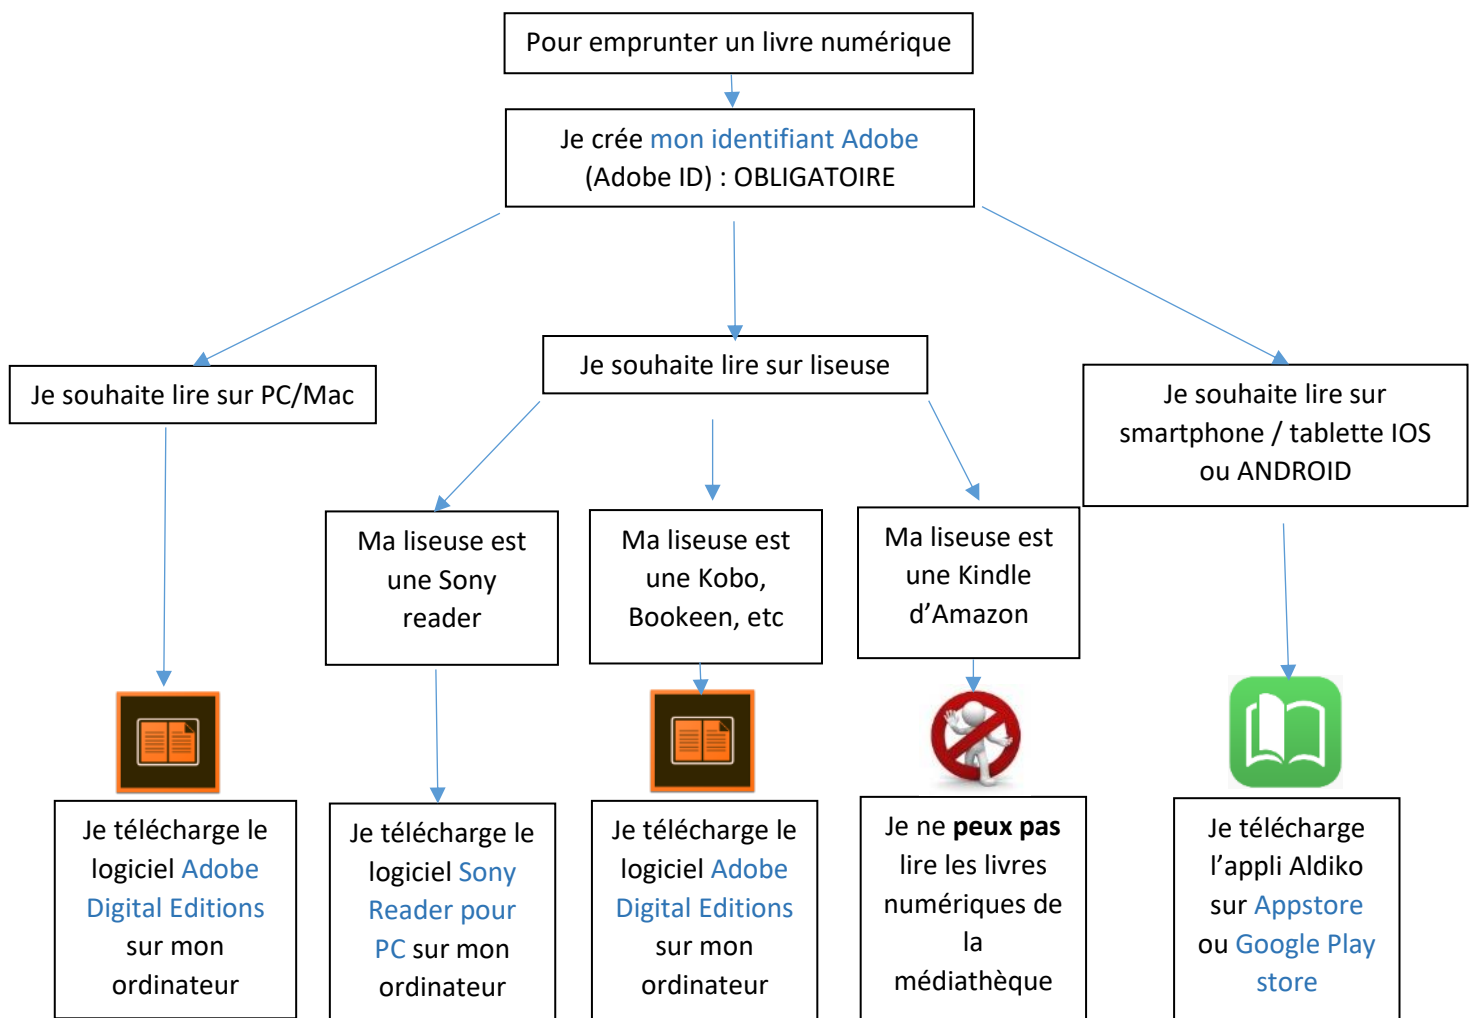 Pour emprunter un livre numérique
Je crée mon identifiant Adobe
(Adobe ID) : OBLIGATOIRE
Je souhaite lire sur PC/Mac
Je souhaite lire sur liseuse
Je souhaite lire sur
smartphone / tablette IOS
ou ANDROID
Ma liseuse est
une Sony
reader
Ma liseuse est
une Kobo,
Bookeen, etc
Ma liseuse est
une Kindle
d’Amazon
Je télécharge le
logiciel Adobe
Digital Editions
sur mon
ordinateur
Je télécharge le
logiciel Sony
Reader pour
PC sur mon
ordinateur
Je télécharge le
logiciel Adobe
Digital Editions
sur mon
ordinateur
Je ne peux pas
lire les livres
numériques de
la
médiathèque
Je télécharge
l’appli Aldiko
sur Appstore
ou Google Play
store